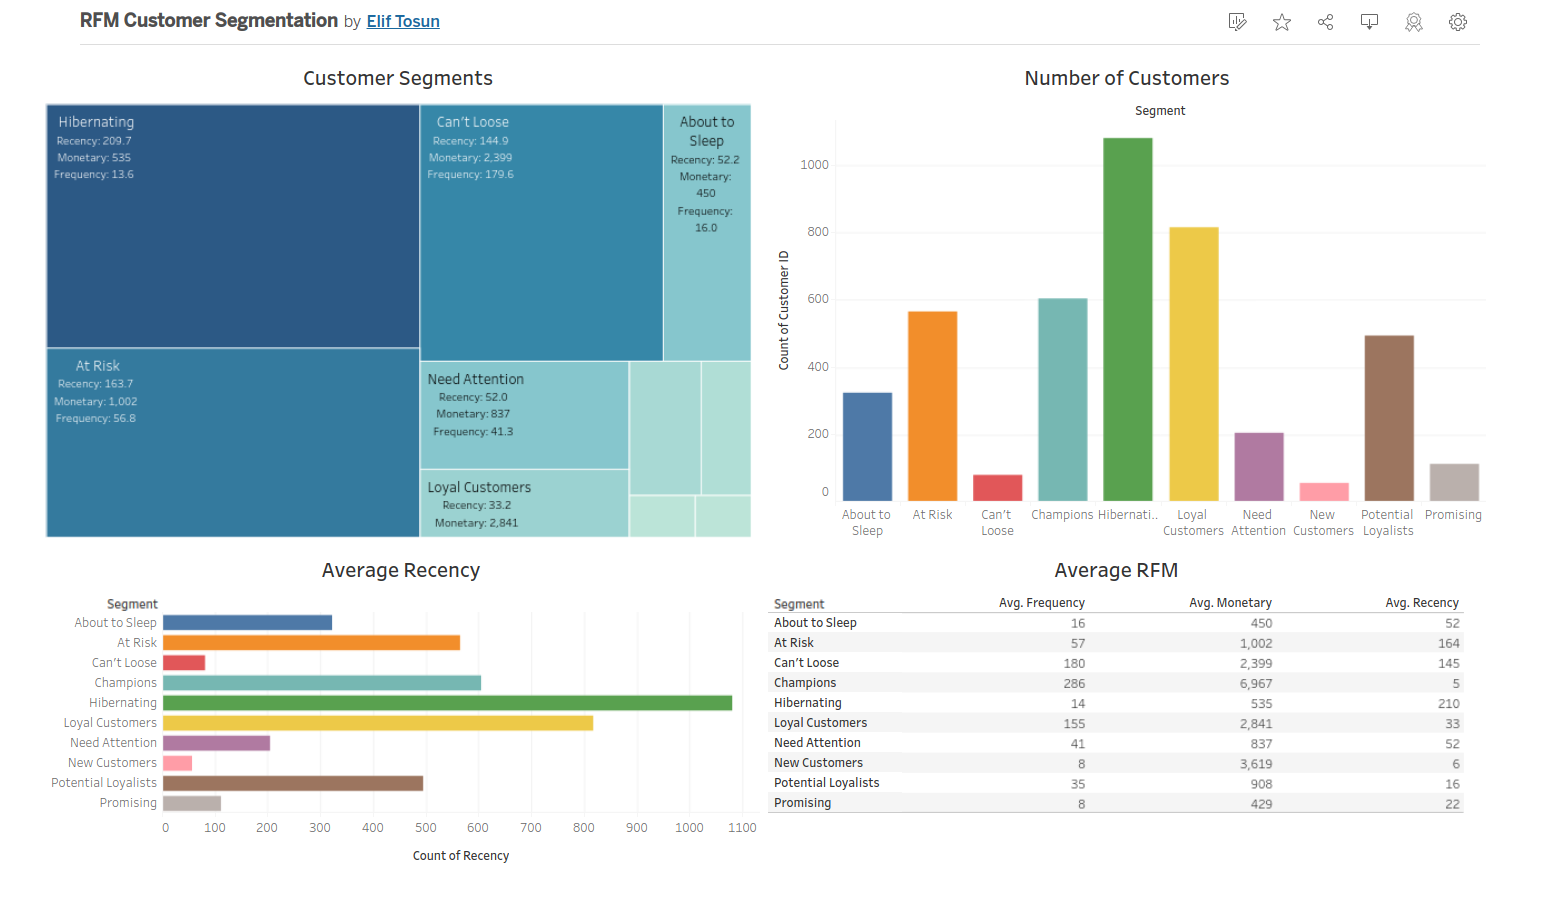 RFM Customer Segmentation by Elif Tosun
Customer Segments
Hibernating
Recency: 209.7
Monetary: 535
Frequency: 13.6
Can't Loose
Recency: 144.9
Monetary: 2,399
Frequency: 179.6
About to
Sleep
Recency: 52.2
Monetary:
450
Frequency:
16.0
At Risk
Recency: 163.7
Monetary: 1,002
Frequency: 56.8
Need Attention
Recency: 52.0
Monetary: 837
Frequency: 41.3
Loyal Customers
Recency: 33.2
Monetary: 2,841
Number of Customers
Segment
Count of Customer ID
1000
800
600
400
200
0
About to
Sleep
At Risk
Can't
Loose
Champions
Hibernati..
Loyal
Customers
Need
Attention
New
Customers
Potential
Loyalists
Promising
Average Recency
Segment
About to Sleep
At Risk
Can't Loose
Champions
Hibernating
Loyal Customers
Need Attention
New Customers
Potential Loyalists
Promising
0 100 200 300 400 500 600 700 800 900 1000 1100
Count of Recency
Average RFM
Segment Avg. Frequency Avg. Monetary Avg. Recency
About to Sleep 16 450 52
At Risk 57 1,002 164
Can't Loose 180 2,399 145
Champions 286 6,967 5
Hibernating 14 535 210
Loyal Customers 155 2,841 33
Need Attention 41 837 52
New Customers 8 3,619 6
Potential Loyalists 35 908 16
Promising 8 429 22